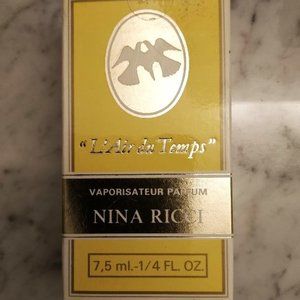 "L'Air du Temps"
VAPORISATEUR PARFUM
NINA RICCI
7,5 ml.-1/4 FL. OZ.